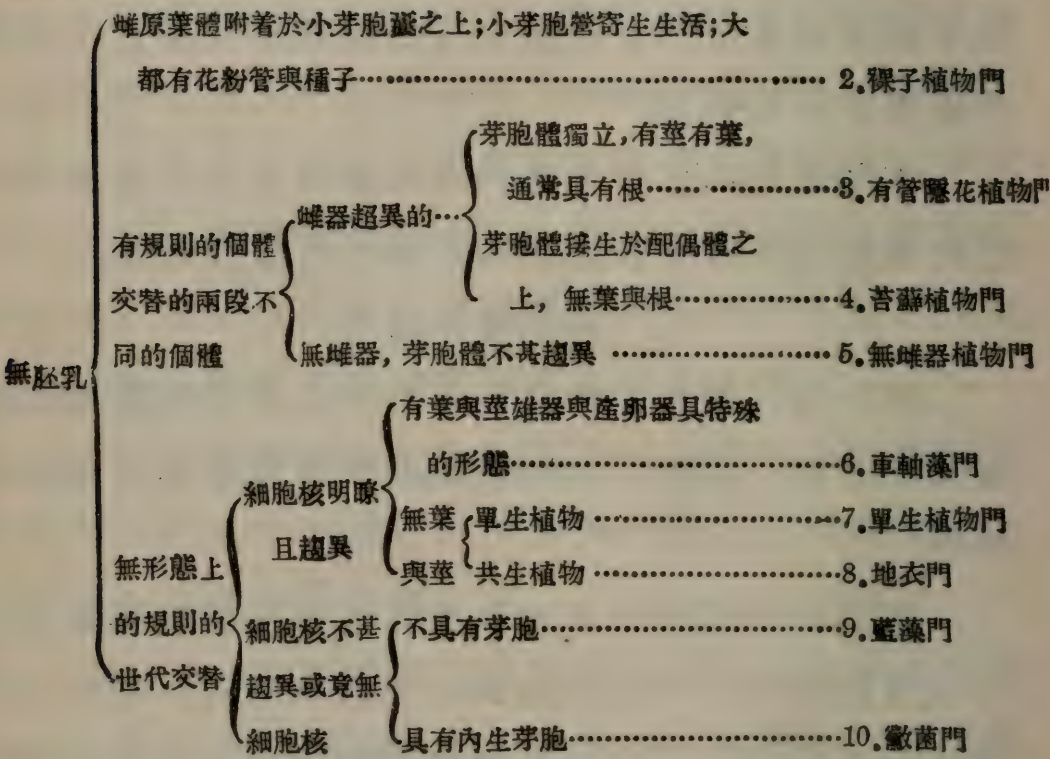 雌原葉體附着於小芽胞蕋之上；小芽胞營寄生生活；大
都有花粉管與種子…………………………………… 2.裸子植物門
芽胞體獨立，有莖有葉，
通常具有根…… ……………3.有管隱花植物門
雌器趨異的…
有規則的個體
芽胞體接生於配偶體之
交替的兩段不
上，無葉與根……………4.苔蘚植物門
同的個體
無雌器，芽胞體不甚趨異 ………………… 5.無雌器植物門
無胚乳
有葉與莖雄器與產卵器具特殊
的形態…………………………6.車軸藻門
細胞核明瞭
且趨異
無葉
單生植物 …………………7.單生植物門
與莖
共生植物 …………………8.地衣門
無形態上
的規則的
細胞核不甚
不具有芽胞…………………………9.藍藻門
世代交替
趨異或竟無
細胞核
具有內生芽胞………………………10.黴菌門